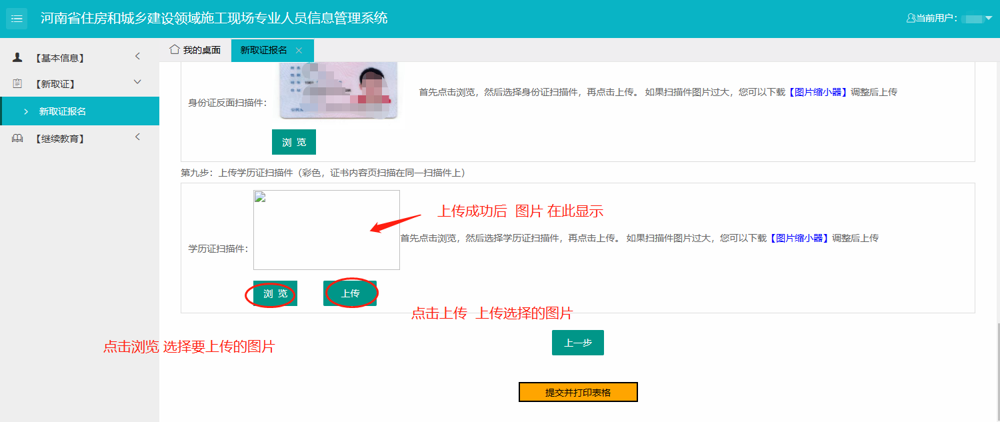 河南省住房和城乡建设领域施工现场专业人员信息管理系统
当前用户：
【基本信息】
【新取证】
新取证报名
【继续教育】
我的桌面
新取证报名
身份证反面扫描件：
首先点击浏览，然后选择身份证扫描件，再点击上传。 如果扫描件图片过大，您可以下载【图片缩小器】调整后上传
浏 览
第九步：上传学历证扫描件（彩色，证书内容页扫描在同一扫描件上）
上传成功后 图片 在此显示
首先点击浏览，然后选择学历证扫描件，再点击上传。 如果扫描件图片过大，您可以下载【图片缩小器】调整后上传
学历证扫描件：
浏 览
上传
点击上传 上传选择的图片
点击浏览 选择要上传的图片
上一步
提交并打印表格